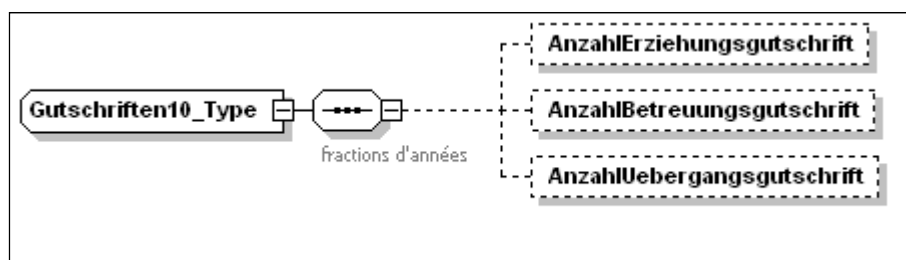 AnzahlErziehungsgutschrift
Gutschriften10_Type
AnzahlBetreuungsgutschrift
fractions d'années
AnzahlUebergangsgutschrift